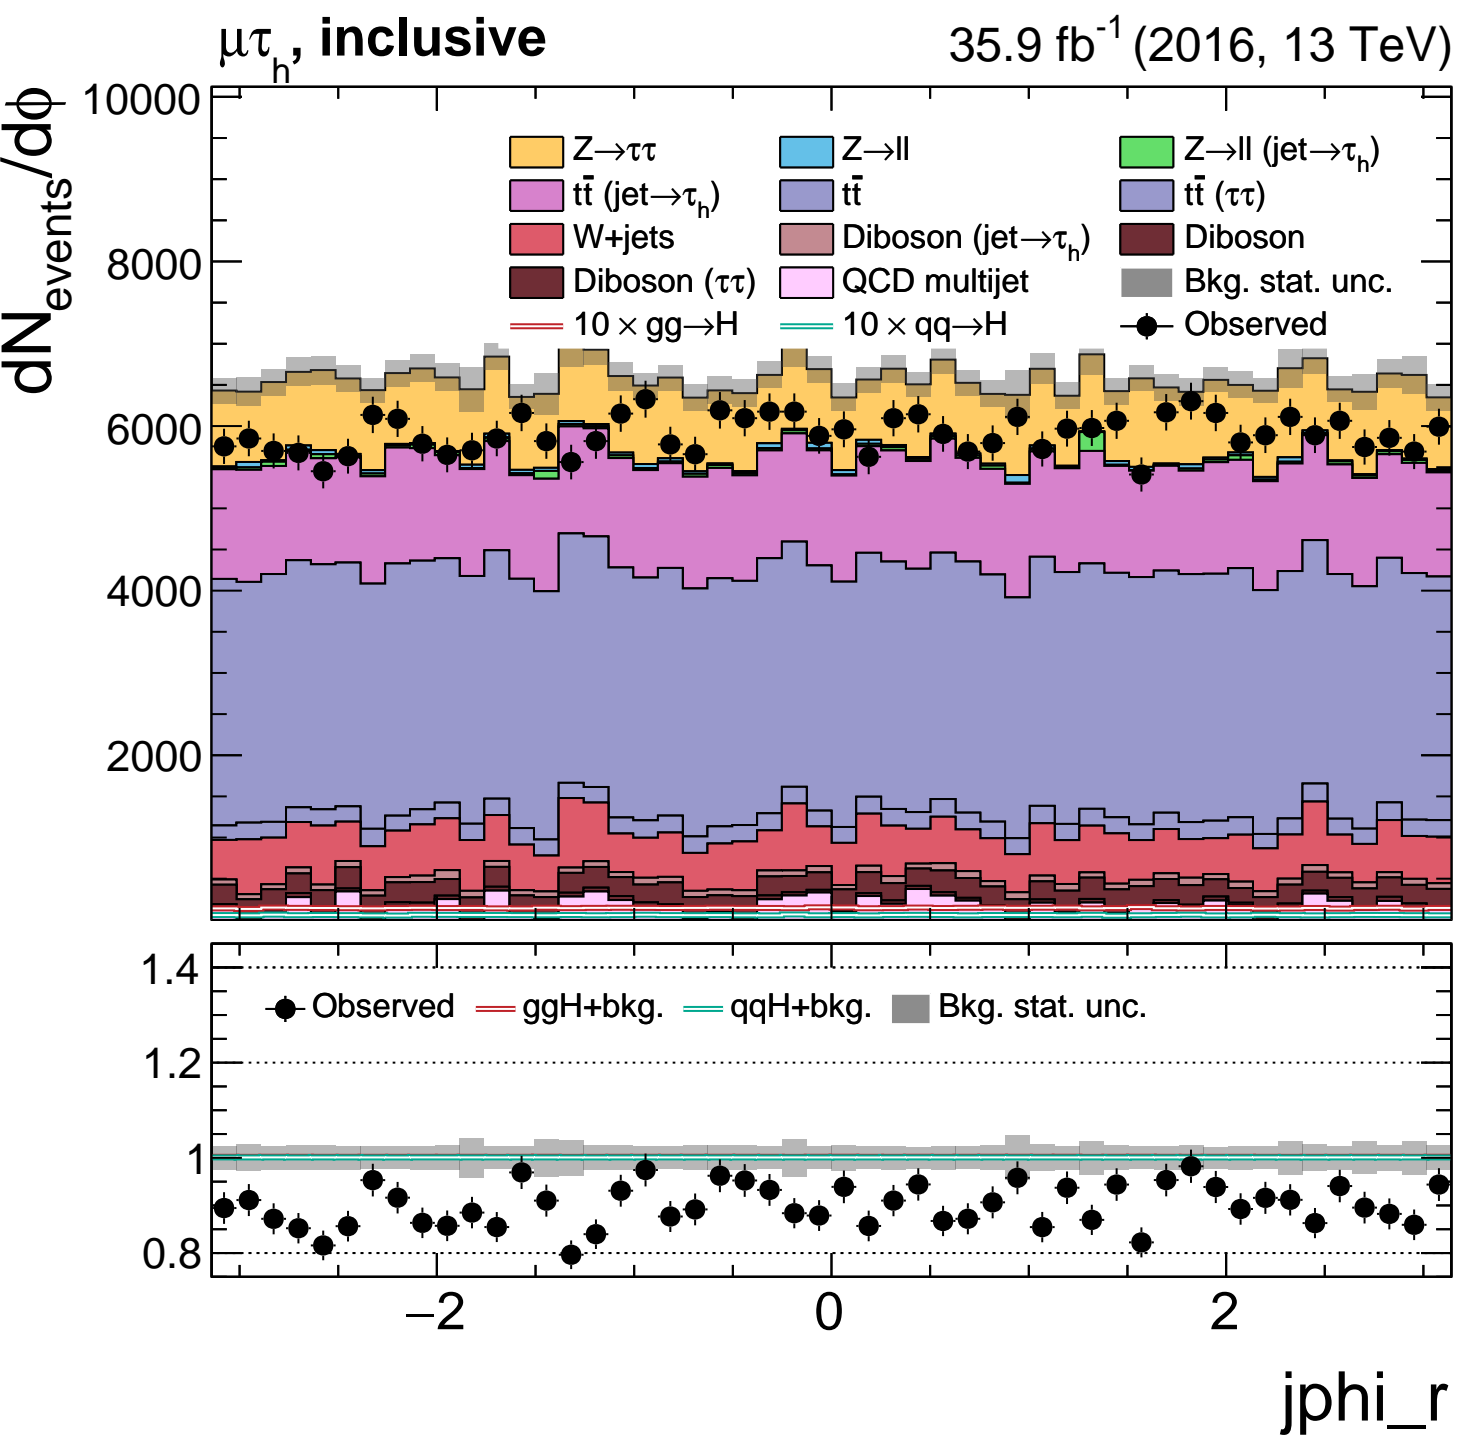 μτh, inclusive 35.9 fb-1 (2016, 13 TeV)
dNevents/dϕ
10000
8000
6000
4000
2000
Z→ττ Z→ll Z→ll (jet→τh)
tt̄ (jet→τh) tt̄ tt̄ (ττ)
W+jets Diboson (jet→τh) Diboson
Diboson (ττ) QCD multijet Bkg. stat. unc.
10 × gg→H 10 × qq→H Observed
1.4
1.2
1
0.8
Observed ggH+bkg. qqH+bkg. Bkg. stat. unc.
−2 0 2
jphi_r